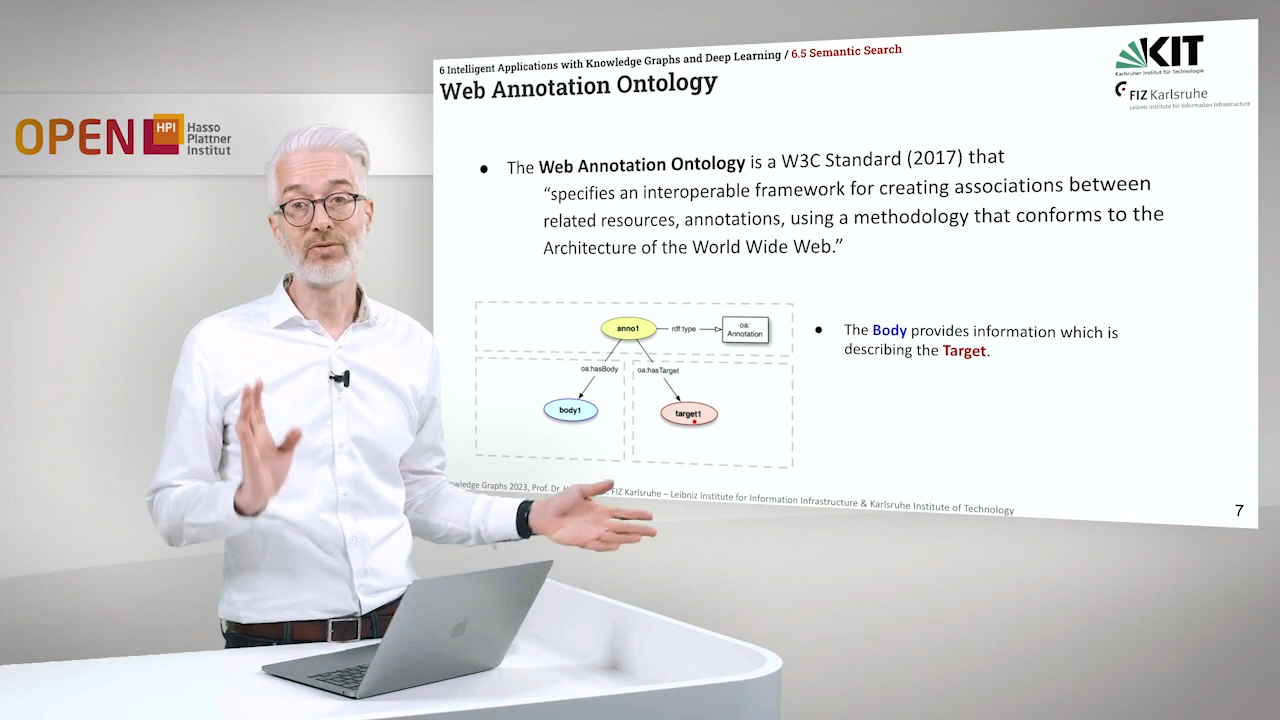 6 Intelligent Applications with Knowledge Graphs and Deep Learning / 6.5 Semantic Search
Web Annotation Ontology
KIT
Karlsruher Institut für Technologie
FIZ Karlsruhe
Leibniz Institute for Information Infrastructure
OPEN HPI Hasso
Plattner
Institut
● The Web Annotation Ontology is a W3C Standard (2017) that
“specifies an interoperable framework for creating associations between
related resources, annotations, using a methodology that conforms to the
Architecture of the World Wide Web.”
anno1
rdf:type
oa:
Annotation
oa:hasBody
oa:hasTarget
body1
target1
● The Body provides information which is
describing the Target.
Graphs 2023, Prof. Dr. FIZ Karlsruhe – Leibniz Institute for Information Infrastructure & Karlsruhe Institute of Technology
7